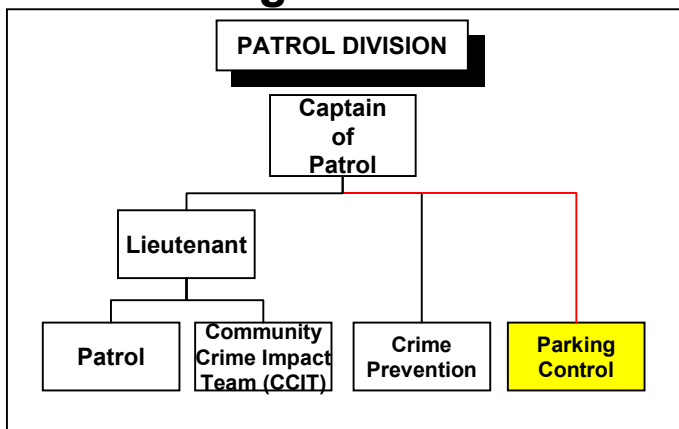 PATROL DIVISION
Captain
of
Patrol
Lieutenant
Patrol
Community
Crime Impact
Team (CCIT)
Crime
Prevention
Parking
Control